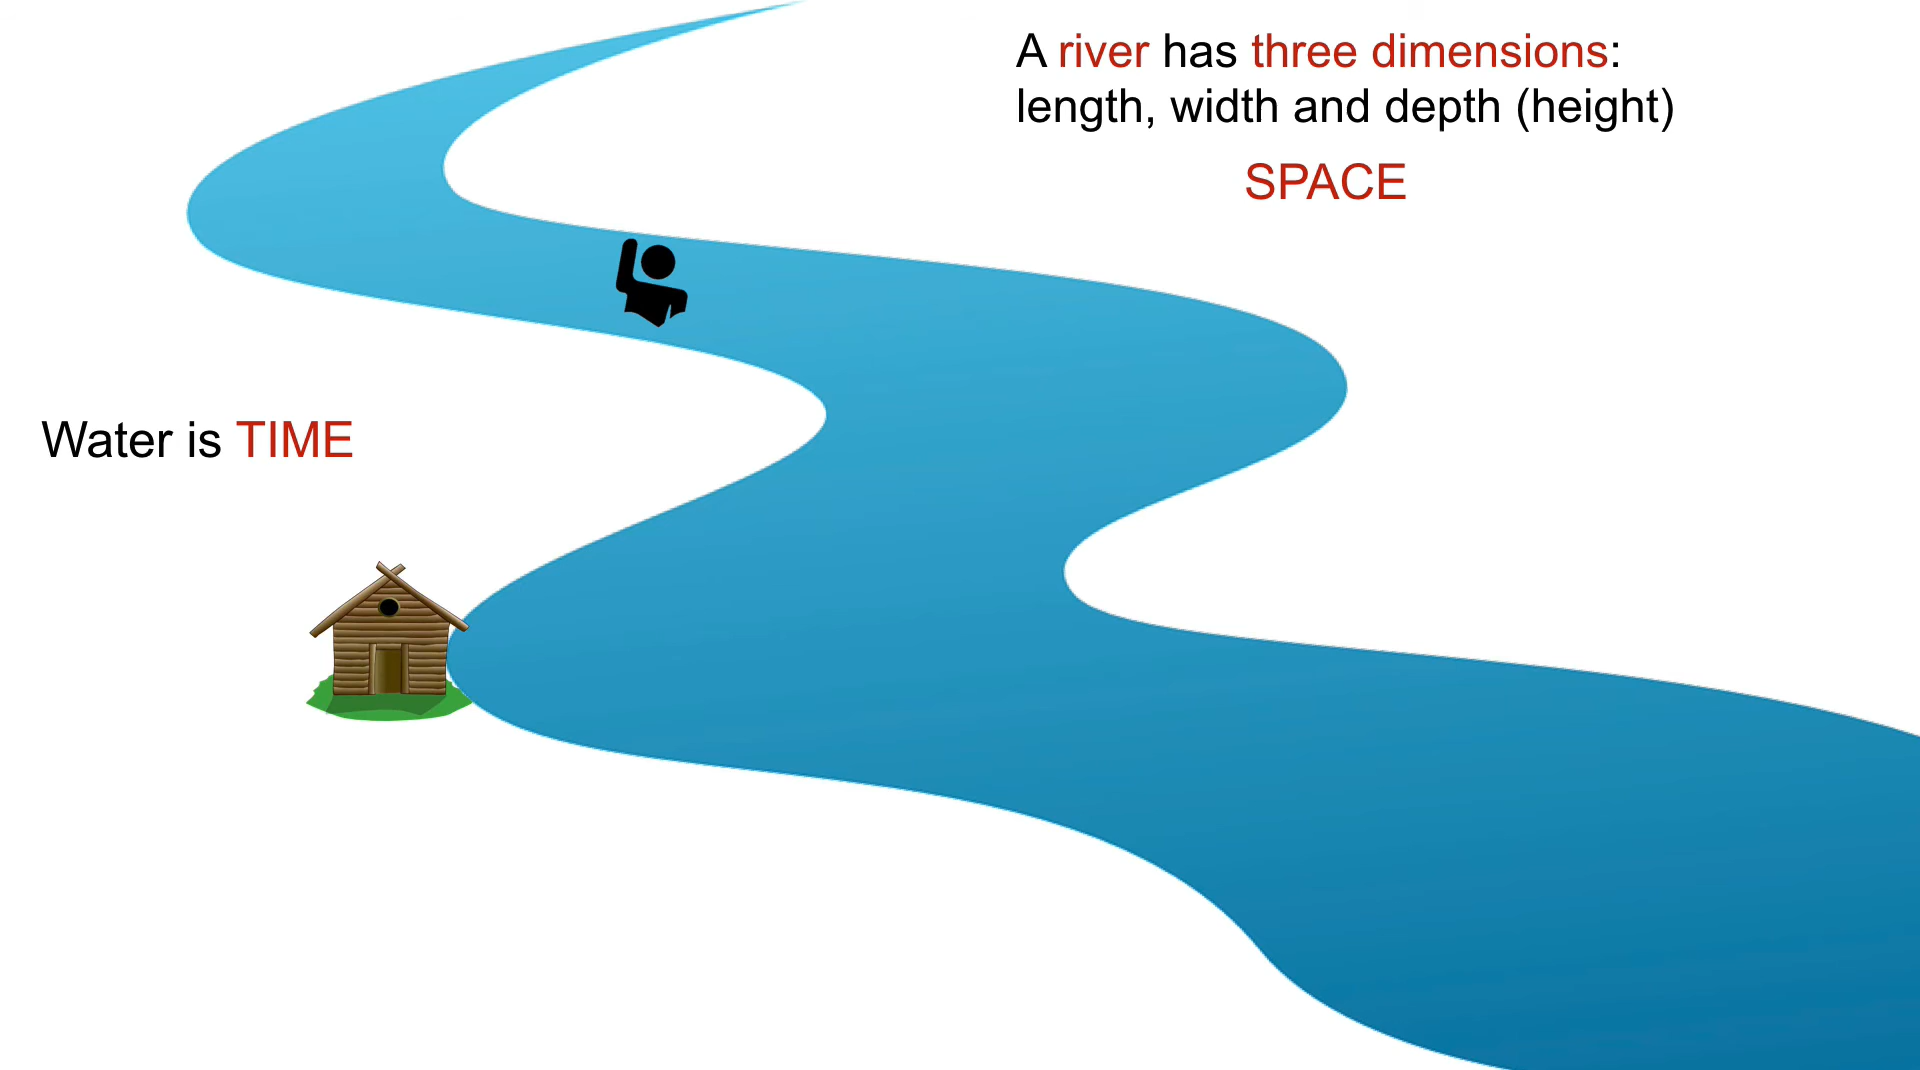 A river has three dimensions:
length, width and depth (height)
SPACE
Water is TIME